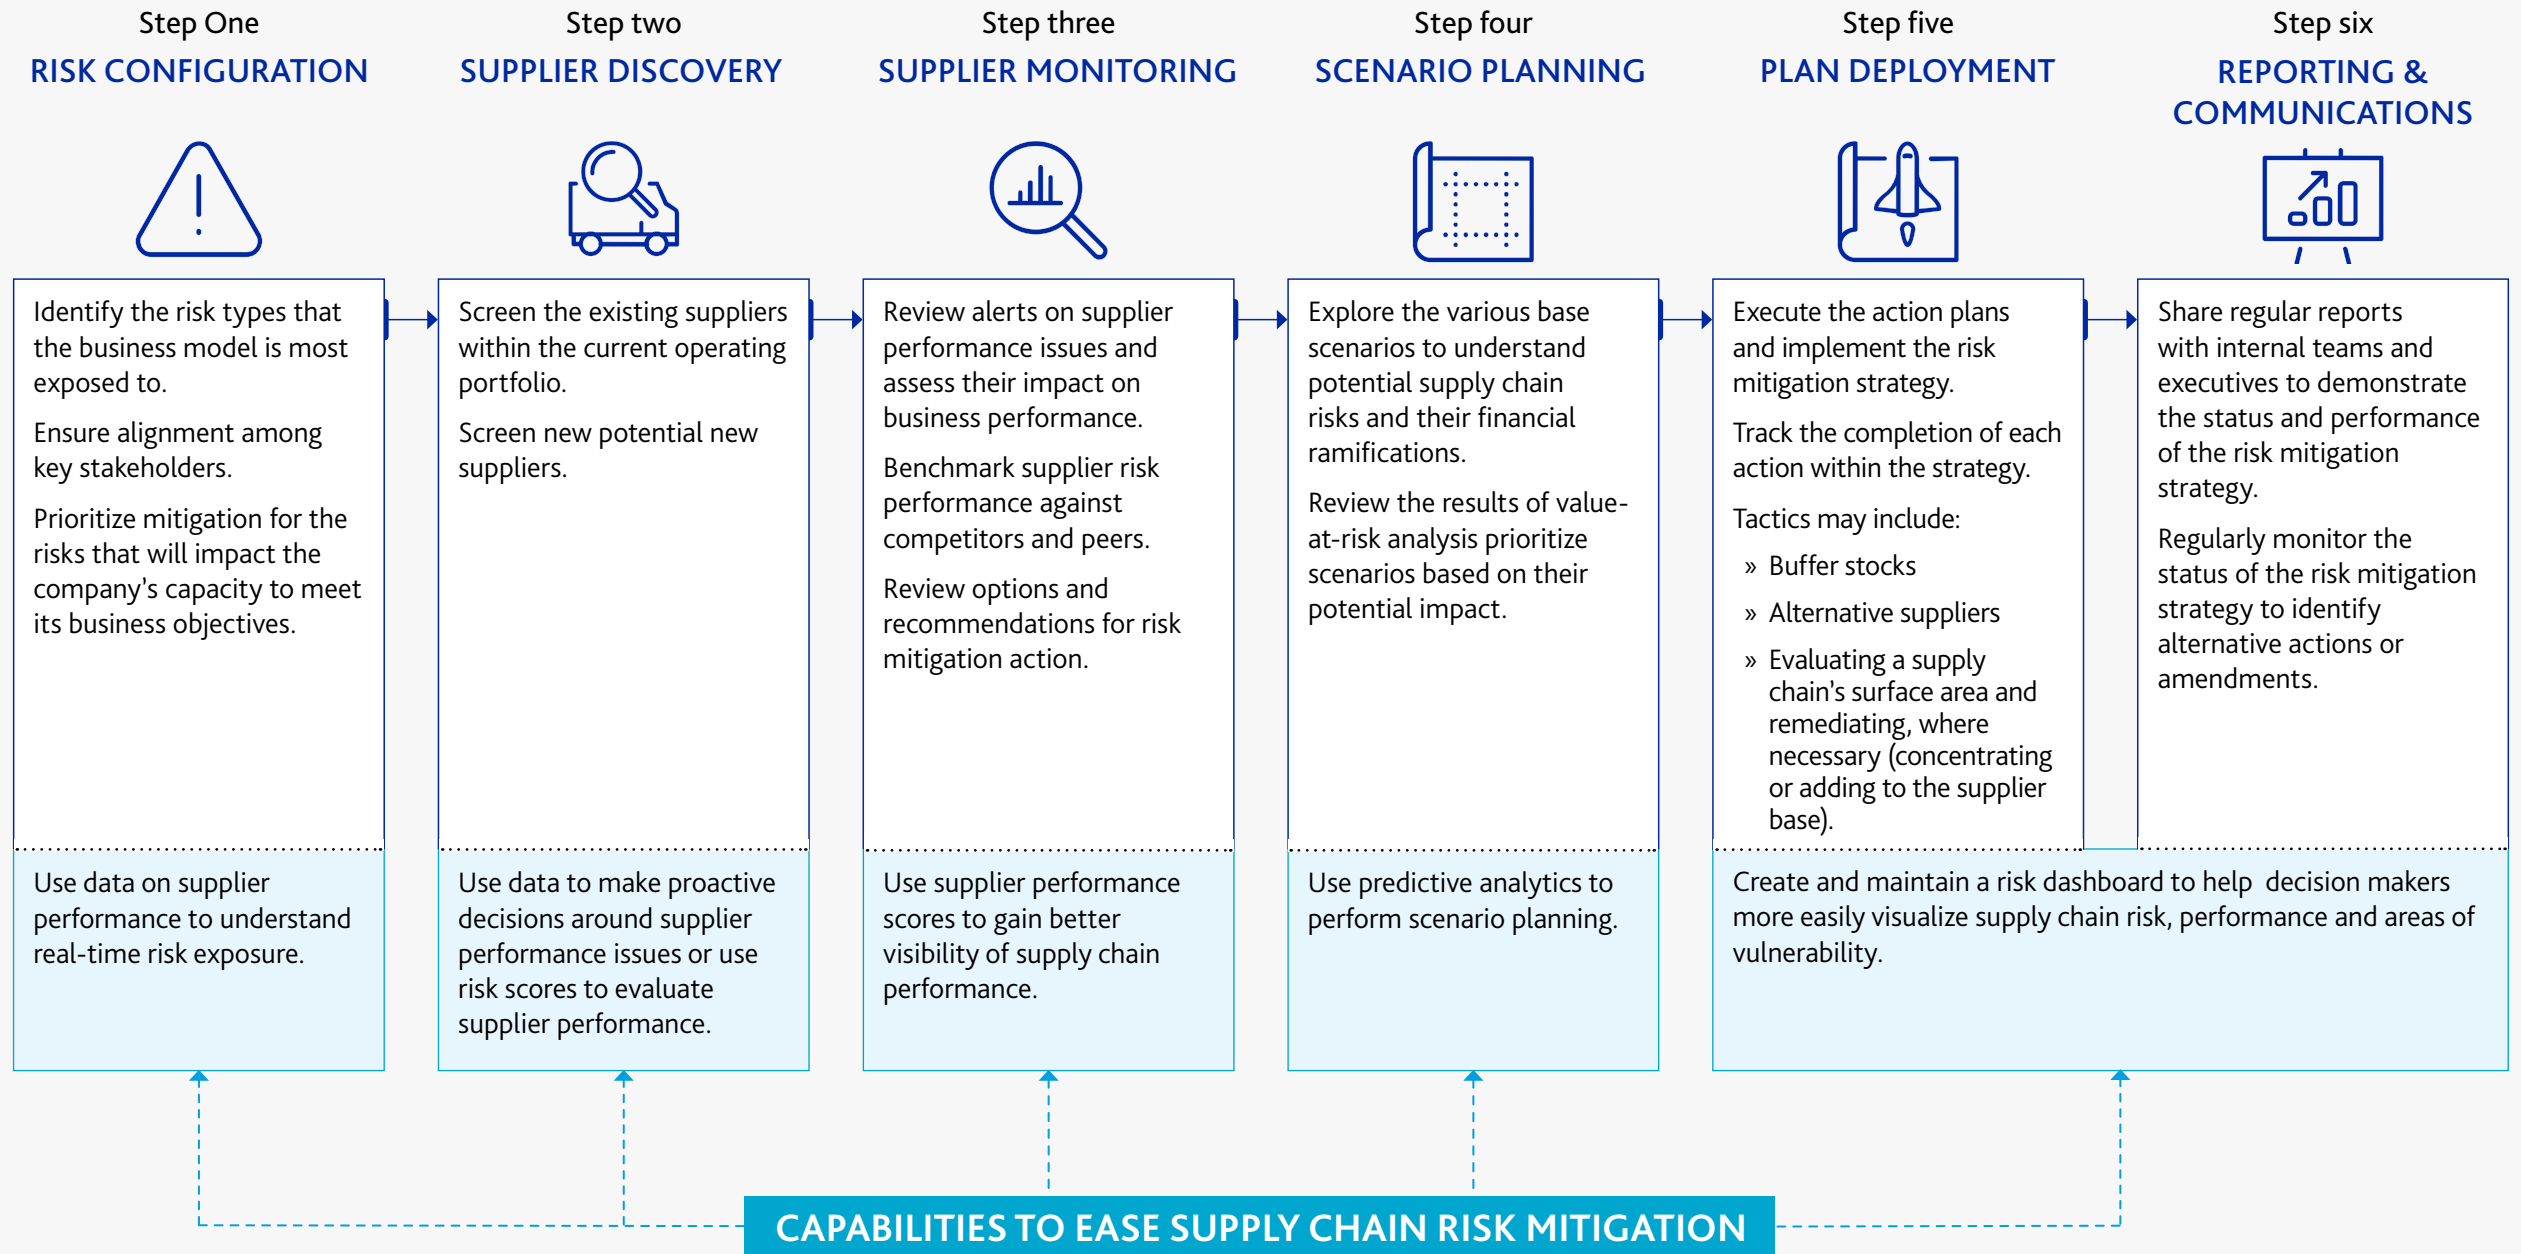 Step One
RISK CONFIGURATION
Step two
SUPPLIER DISCOVERY
Step three
SUPPLIER MONITORING
Step four
SCENARIO PLANNING
Step five
PLAN DEPLOYMENT
Step six
REPORTING &
COMMUNICATIONS
Identify the risk types that
the business model is most
exposed to.
Ensure alignment among
key stakeholders.
Prioritize mitigation for the
risks that will impact the
company's capacity to meet
its business objectives.
Screen the existing suppliers
within the current operating
portfolio.
Screen new potential new
suppliers.
Review alerts on supplier
performance issues and
assess their impact on
business performance.
Benchmark supplier risk
performance against
competitors and peers.
Review options and
recommendations for risk
mitigation action.
Explore the various base
scenarios to understand
potential supply chain
risks and their financial
ramifications.
Review the results of value-
at-risk analysis prioritize
scenarios based on their
potential impact.
Execute the action plans
and implement the risk
mitigation strategy.
Track the completion of each
action within the strategy.
Tactics may include:
» Buffer stocks
» Alternative suppliers
» Evaluating a supply
chain's surface area and
remediating, where
necessary (concentrating
or adding to the supplier
base).
Share regular reports
with internal teams and
executives to demonstrate
the status and performance
of the risk mitigation
strategy.
Regularly monitor the
status of the risk mitigation
strategy to identify
alternative actions or
amendments.
Use data on supplier
performance to understand
real-time risk exposure.
Use data to make proactive
decisions around supplier
performance issues or use
risk scores to evaluate
supplier performance.
Use supplier performance
scores to gain better
visibility of supply chain
performance.
Use predictive analytics to
perform scenario planning.
Create and maintain a risk dashboard to help  decision makers
more easily visualize supply chain risk, performance and areas of
vulnerability.
CAPABILITIES TO EASE SUPPLY CHAIN RISK MITIGATION